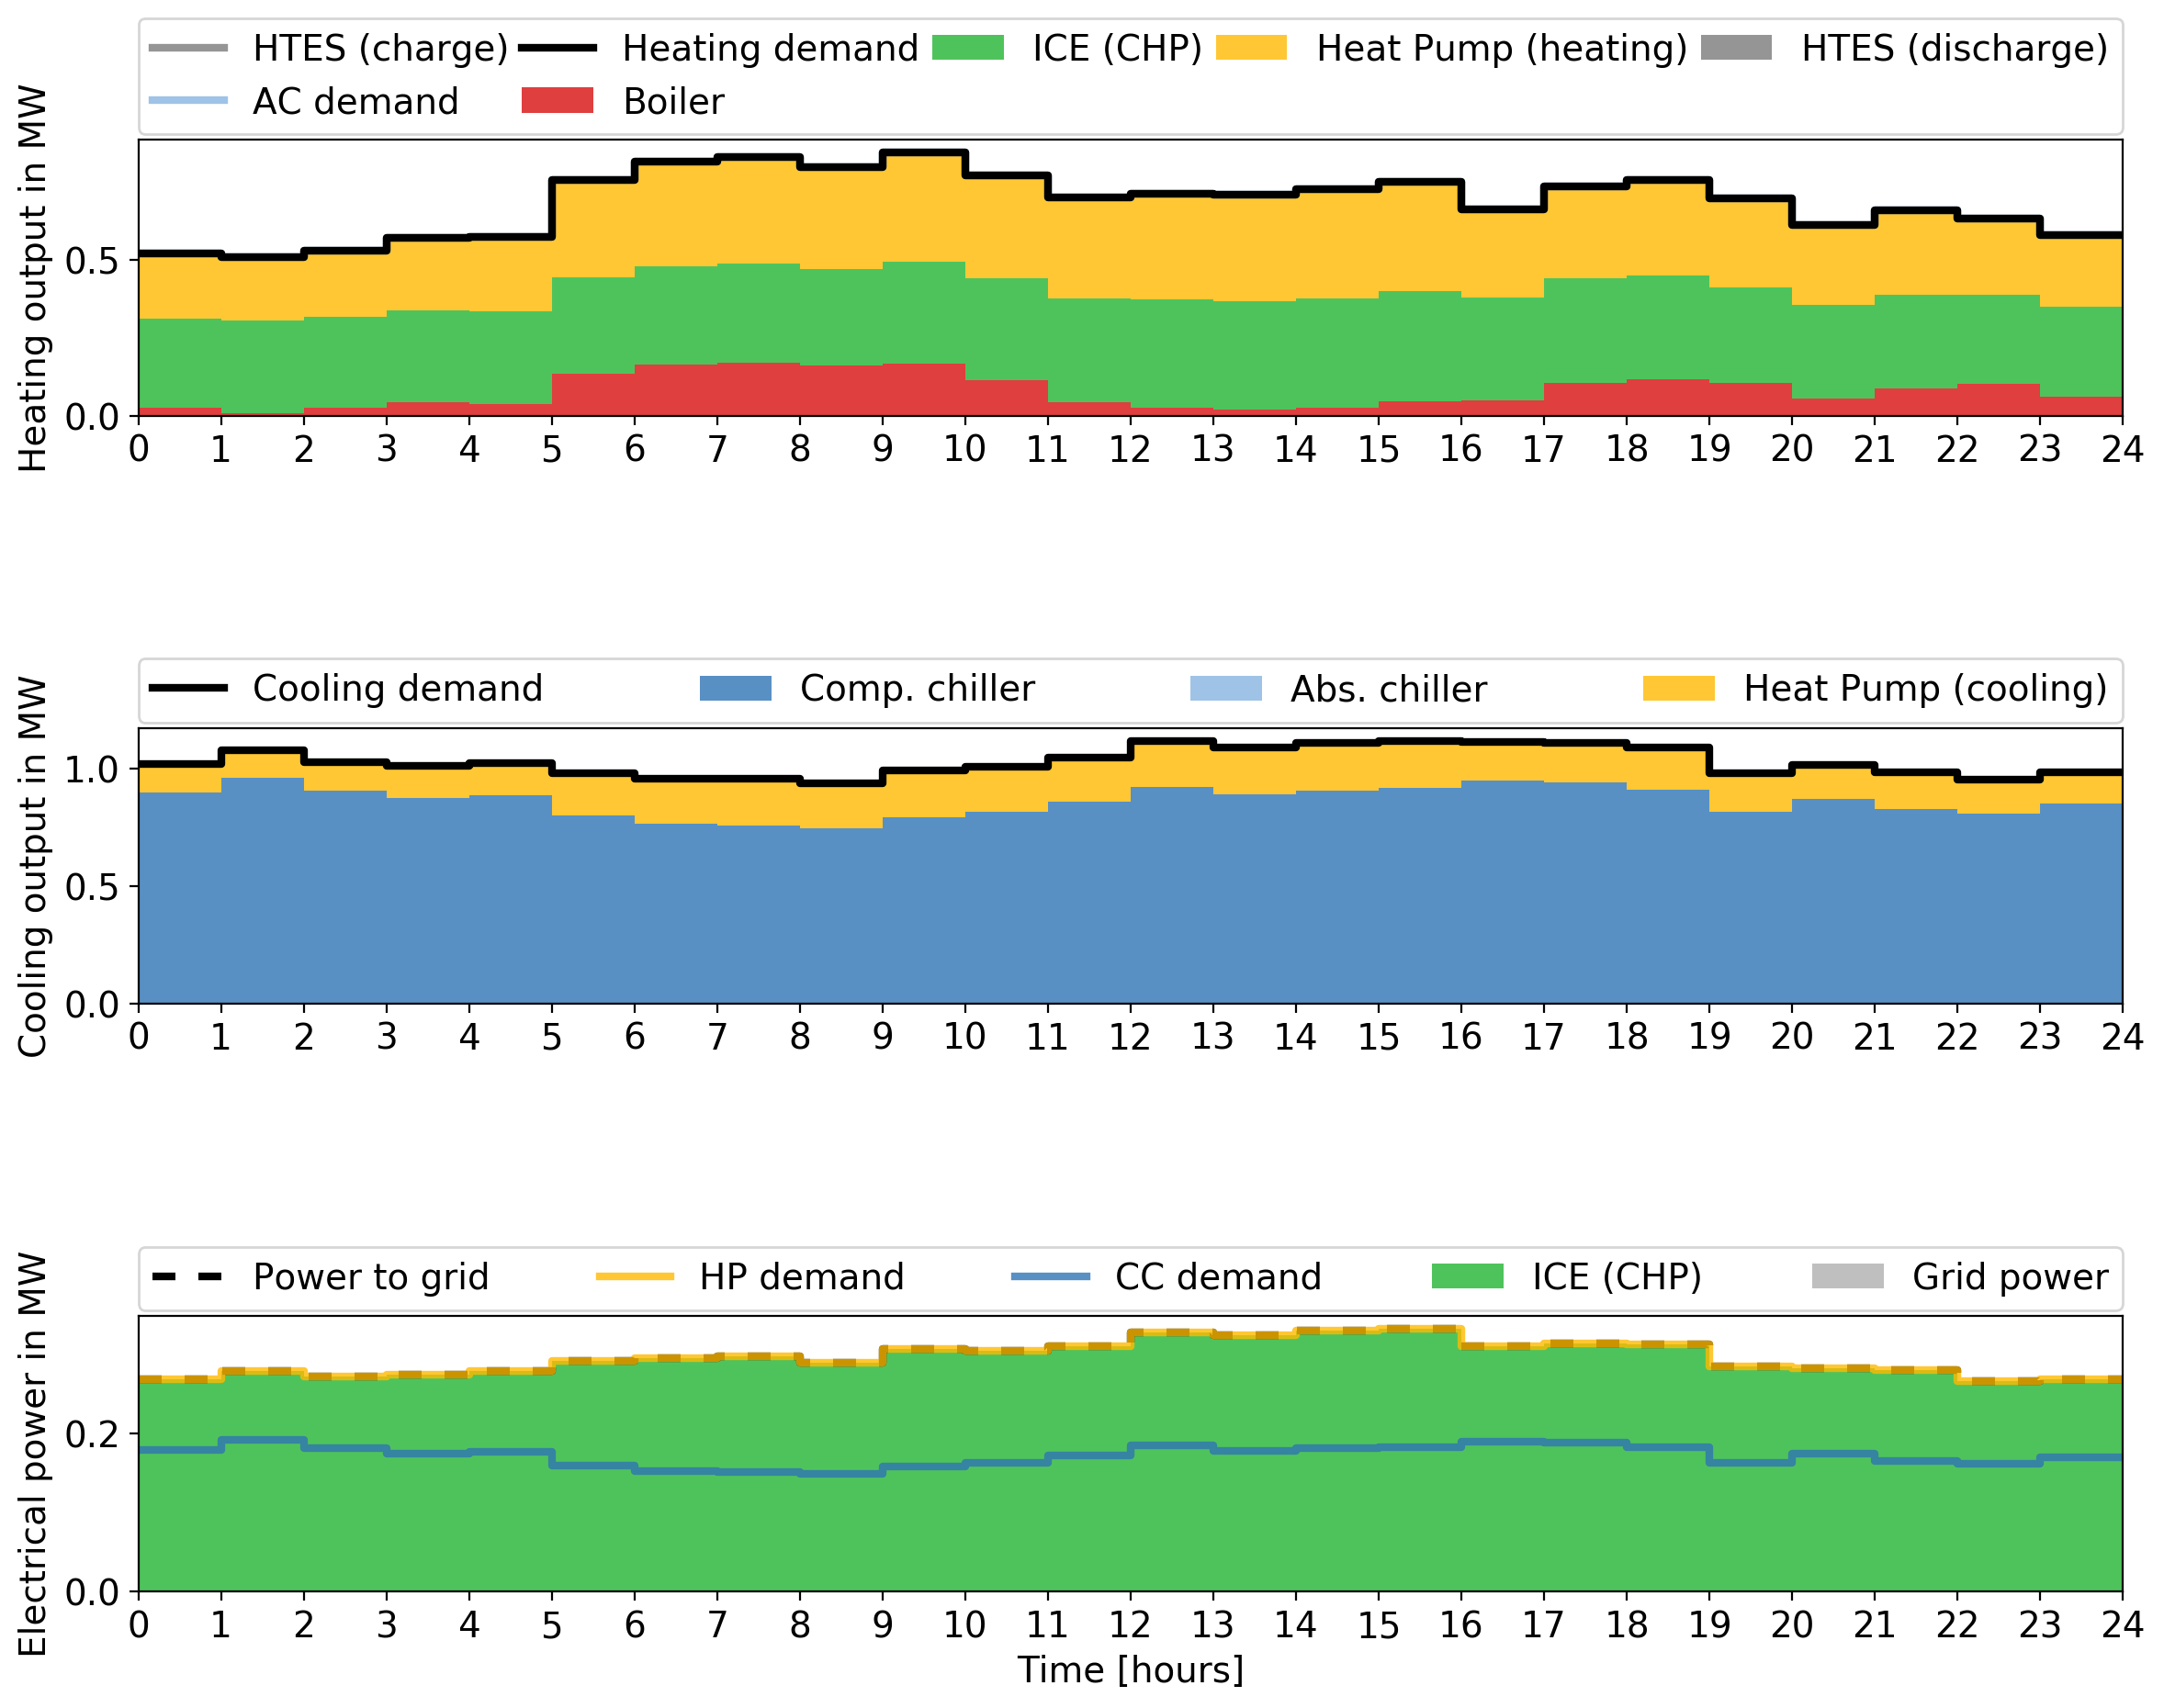 HTES (charge) Heating demand ICE (CHP) Heat Pump (heating) HTES (discharge)
AC demand Boiler
Heating output in MW
0.5
0.0
0 1 2 3 4 5 6 7 8 9 10 11 12 13 14 15 16 17 18 19 20 21 22 23 24
Cooling demand Comp. chiller Abs. chiller Heat Pump (cooling)
Cooling output in MW
1.0
0.5
0.0
0 1 2 3 4 5 6 7 8 9 10 11 12 13 14 15 16 17 18 19 20 21 22 23 24
Power to grid HP demand CC demand ICE (CHP) Grid power
Electrical power in MW
0.2
0.0
0 1 2 3 4 5 6 7 8 9 10 11 12 13 14 15 16 17 18 19 20 21 22 23 24
Time [hours]